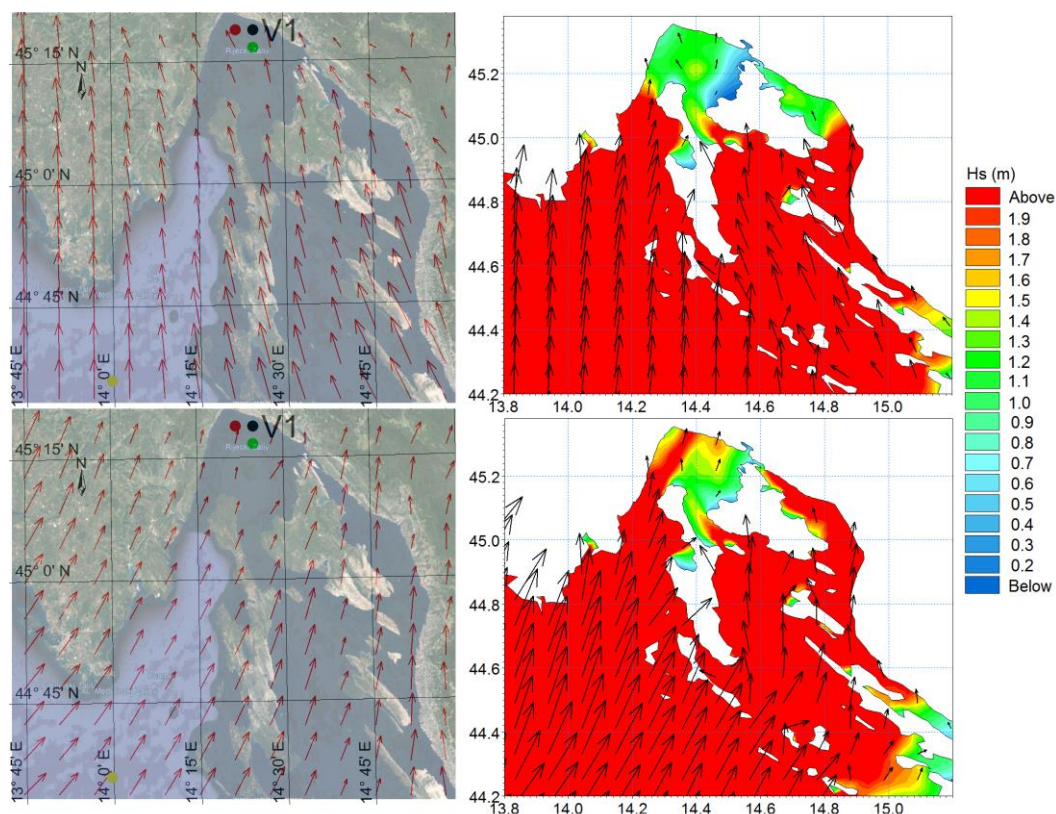 V1
45° 15' N
N
45° 0' N
44° 45' N
13° 45' E
14° 0' E
14° 15' E
14° 30' E
14° 45' E
45.2
45.0
44.8
44.6
44.4
44.2
13.8 14.0 14.2 14.4 14.6 14.8 15.0
Hs (m)
Above
1.9
1.8
1.7
1.6
1.5
1.4
1.3
1.2
1.1
1.0
0.9
0.8
0.7
0.6
0.5
0.4
0.3
0.2
Below
V1
45° 15' N
N
45° 0' N
44° 45' N
13° 45' E
14° 0' E
14° 15' E
14° 30' E
14° 45' E
45.2
45.0
44.8
44.6
44.4
44.2
13.8 14.0 14.2 14.4 14.6 14.8 15.0